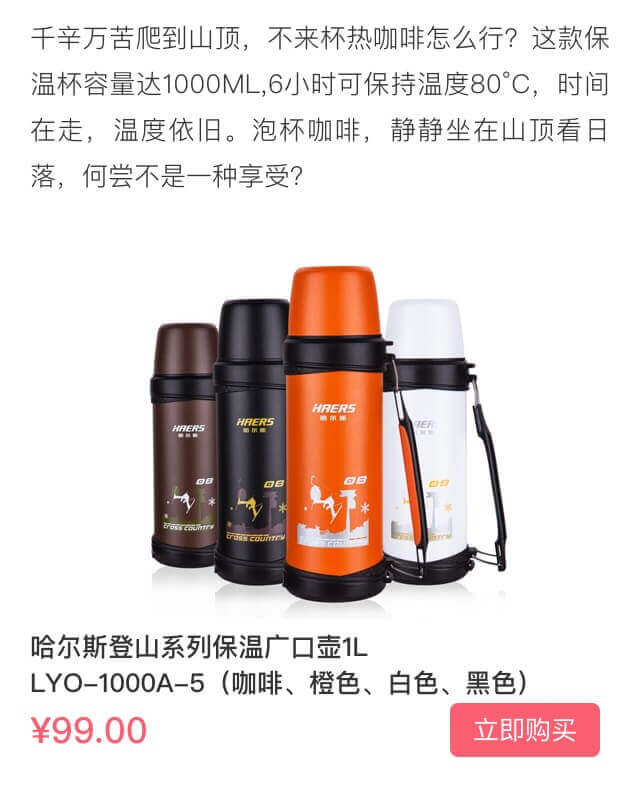 千辛万苦爬到山顶，不来杯热咖啡怎么行？这款保
温杯容量达1000ML,6小时可保持温度80°C，时间
在走，温度依旧。泡杯咖啡，静静坐在山顶看日
落，何尝不是一种享受？
HAERS
哈尔斯
08
CROSS COUNTRY
HAERS
哈尔斯
08
CROSS COUNTRY
HAERS
哈尔斯
08
HAERS
08
哈尔斯登山系列保温广口壶1L
LYO-1000A-5（咖啡、橙色、白色、黑色）
¥99.00
立即购买